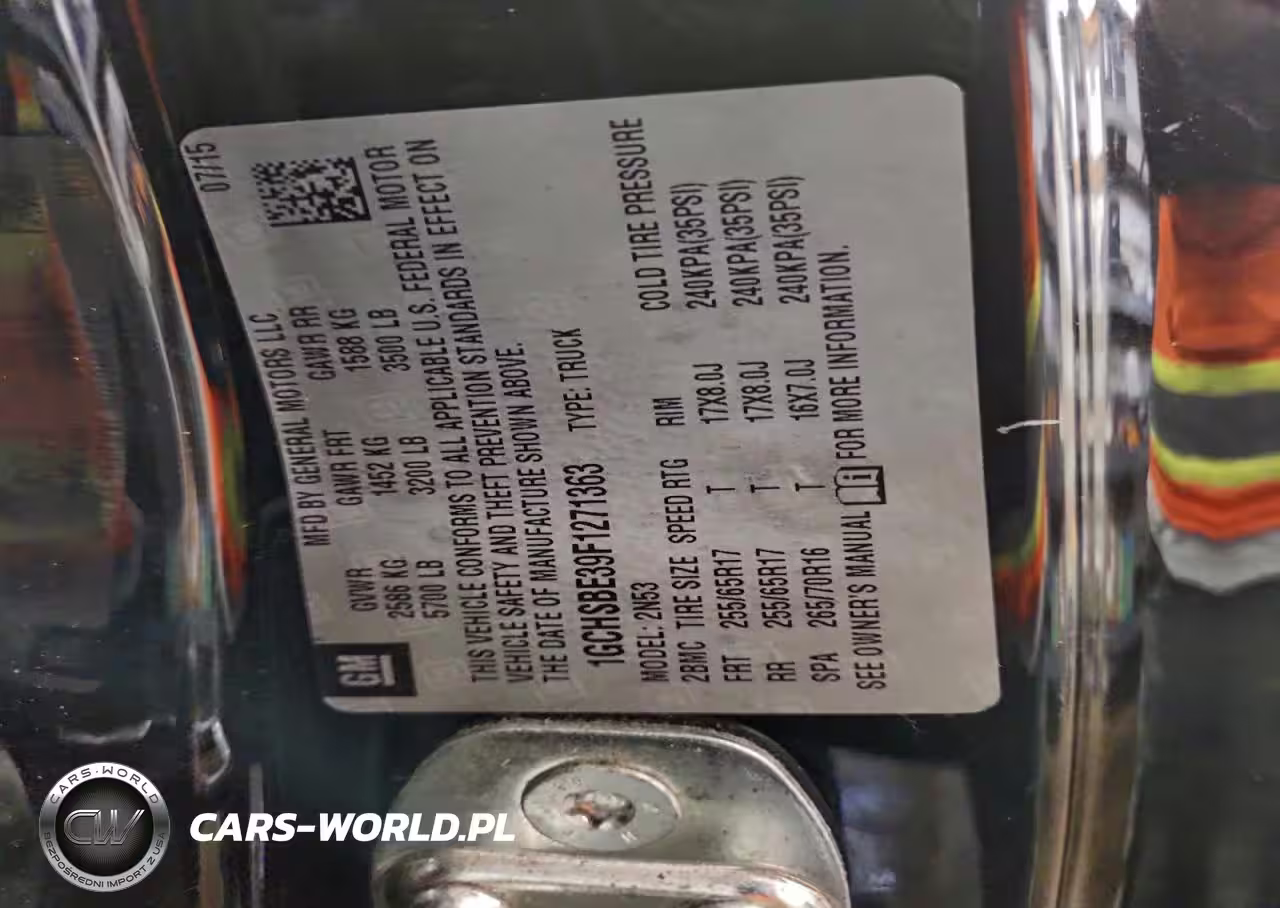 07/15
MFD BY GENERAL MOTORS LLC
GM
GVWR GAWR FRT GAWR RR
2586 KG 1452 KG 1588 KG
5700 LB 3200 LB 3500 LB
THIS VEHICLE CONFORMS TO ALL APPLICABLE U.S. FEDERAL MOTOR
VEHICLE SAFETY AND THEFT PREVENTION STANDARDS IN EFFECT ON
THE DATE OF MANUFACTURE SHOWN ABOVE.
1GCHSBE39F1271363 TYPE: TRUCK
MODEL: 2N53
2BMC TIRE SIZE SPEED RTG RIM COLD TIRE PRESSURE
FRT 255/65R17 T 17X8.0J 240KPA(35PSI)
RR 255/65R17 T 17X8.0J 240KPA(35PSI)
SPA 265/70R16 T 16X7.0J 240KPA(35PSI)
SEE OWNER'S MANUAL i FOR MORE INFORMATION.
CARS-WORLD
CW
BEZPOŚREDNI IMPORT Z USA
CARS-WORLD.PL